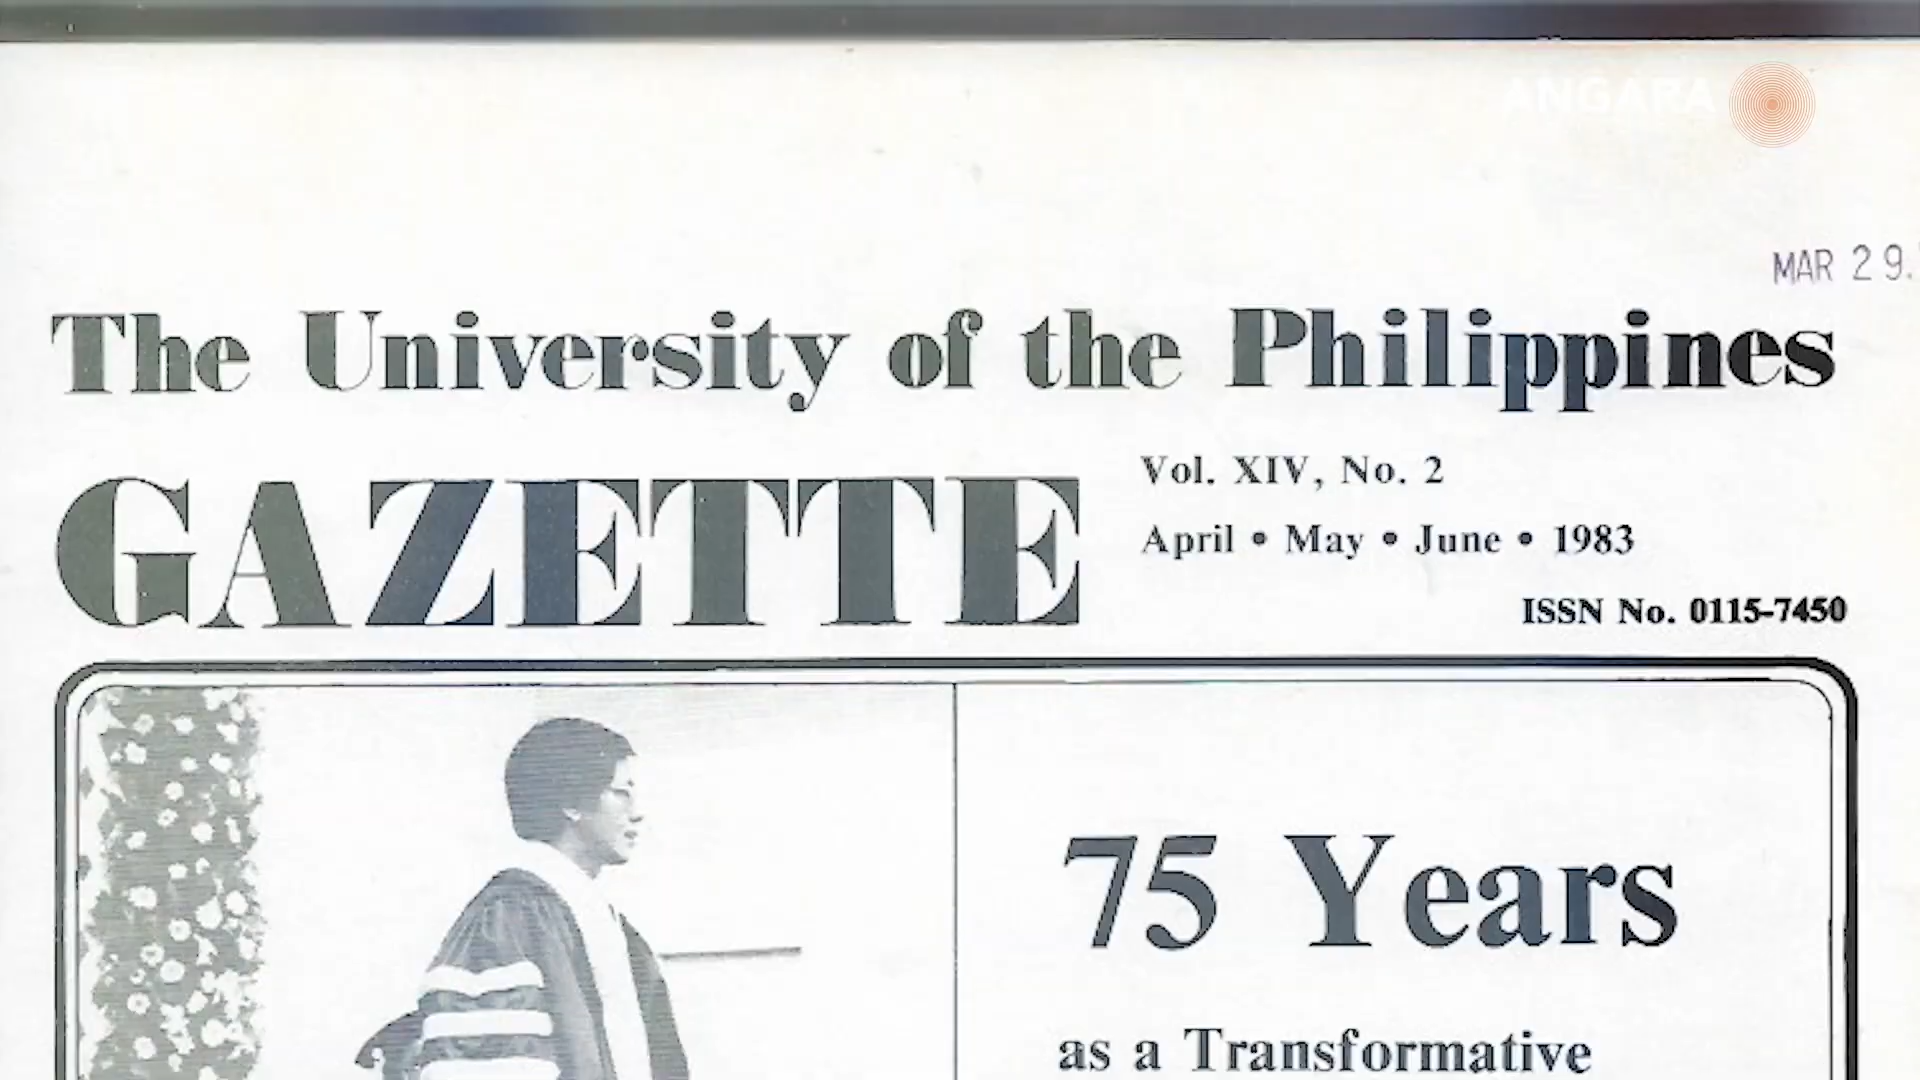 ANGARA
MAR 29.
The University of the Philippines
GAZETTE
Vol. XIV, No. 2
April • May • June • 1983
ISSN No. 0115-7450
75 Years
as a Transformative